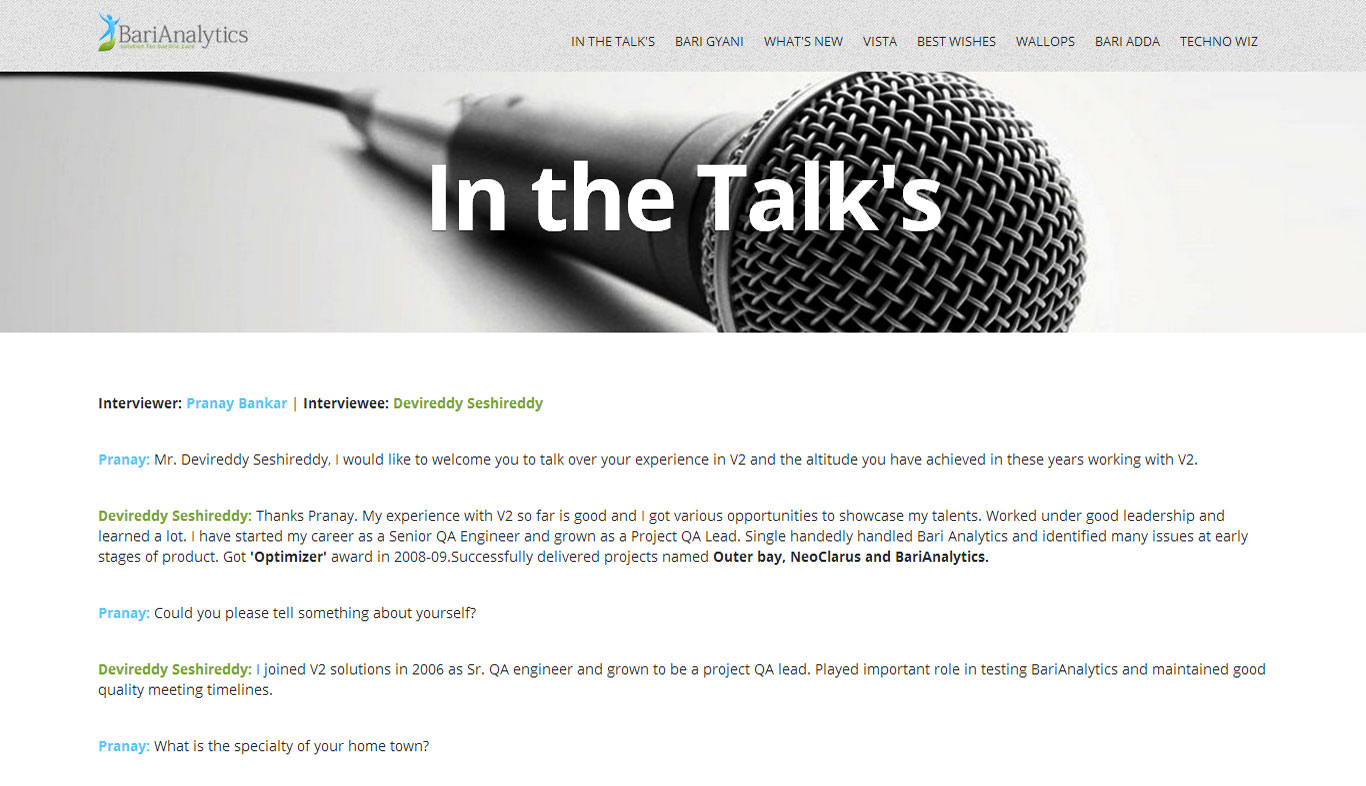 BariAnalytics
solution for bariatric care
IN THE TALK'S BARI GYANI WHAT'S NEW VISTA BEST WISHES WALLOPS BARI ADDA TECHNO WIZ
In the Talk's
Interviewer: Pranay Bankar | Interviewee: Devireddy Seshireddy
Pranay: Mr. Devireddy Seshireddy, I would like to welcome you to talk over your experience in V2 and the altitude you have achieved in these years working with V2.
Devireddy Seshireddy: Thanks Pranay. My experience with V2 so far is good and I got various opportunities to showcase my talents. Worked under good leadership and
learned a lot. I have started my career as a Senior QA Engineer and grown as a Project QA Lead. Single handedly handled Bari Analytics and identified many issues at early
stages of product. Got 'Optimizer' award in 2008-09.Successfully delivered projects named Outer bay, NeoClarus and BariAnalytics.
Pranay: Could you please tell something about yourself?
Devireddy Seshireddy: I joined V2 solutions in 2006 as Sr. QA engineer and grown to be a project QA lead. Played important role in testing BariAnalytics and maintained good
quality meeting timelines.
Pranay: What is the specialty of your home town?